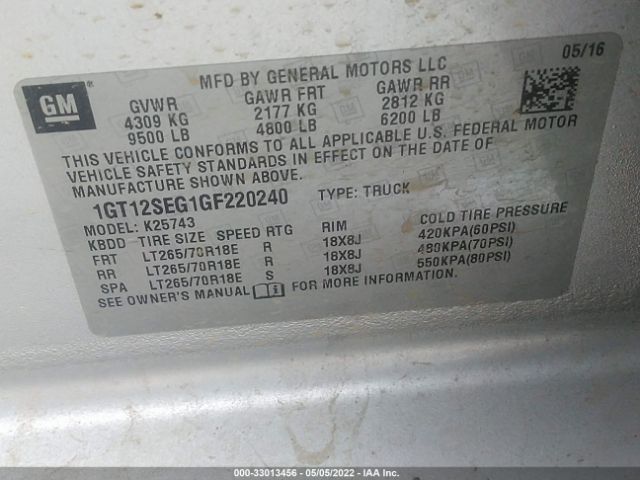 MFD BY GENERAL MOTORS LLC 05/16
GM GVWR GAWR FRT GAWR RR
4309 KG 2177 KG 2812 KG
9500 LB 4800 LB 6200 LB
THIS VEHICLE CONFORMS TO ALL APPLICABLE U.S. FEDERAL MOTOR
VEHICLE SAFETY STANDARDS IN EFFECT ON THE DATE OF
MANUFACTURE SHOWN ABOVE.
1GT12SEG1GF220240 TYPE: TRUCK
MODEL: K25743
KBDD TIRE SIZE SPEED RTG RIM COLD TIRE PRESSURE
FRT LT265/70R18E R 18X8J 420KPA(60PSI)
RR LT265/70R18E R 18X8J 480KPA(70PSI)
SPA LT265/70R18E S 18X8J 550KPA(80PSI)
SEE OWNER'S MANUAL FOR MORE INFORMATION.
000-33013456 - 05/05/2022 - IAA Inc.